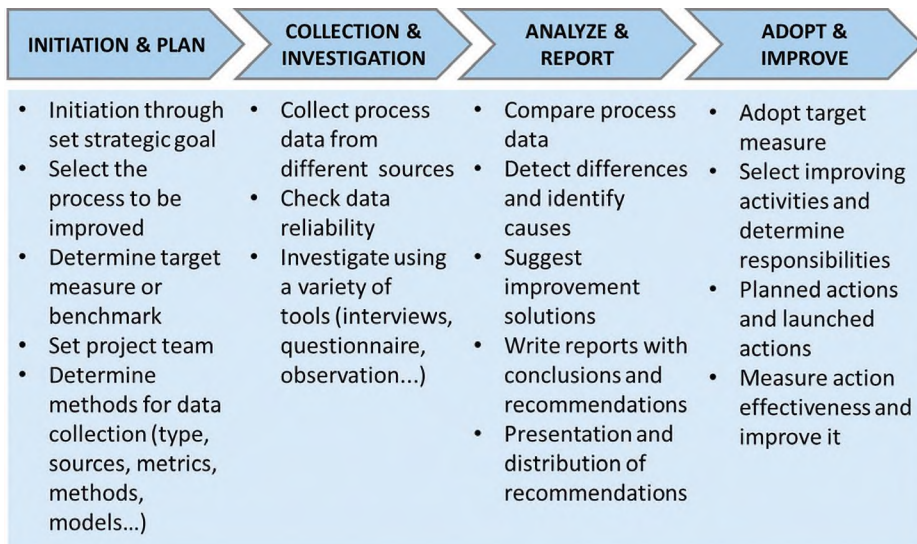 INITIATION & PLAN
COLLECTION &
INVESTIGATION
ANALYZE &
REPORT
ADOPT &
IMPROVE
• Initiation through
set strategic goal
• Select the
process to be
improved
• Determine target
measure or
benchmark
• Set project team
• Determine
methods for data
collection (type,
sources, metrics,
methods,
models...)
• Collect process
data from
different sources
• Check data
reliability
• Investigate using
a variety of
tools (interviews,
questionnaire,
observation...)
• Compare process
data
• Detect differences
and identify
causes
• Suggest
improvement
solutions
• Write reports with
conclusions and
recommendations
• Presentation and
distribution of
recommendations
• Adopt target
measure
• Select improving
activities and
determine
responsibilities
• Planned actions
and launched
actions
• Measure action
effectiveness and
improve it